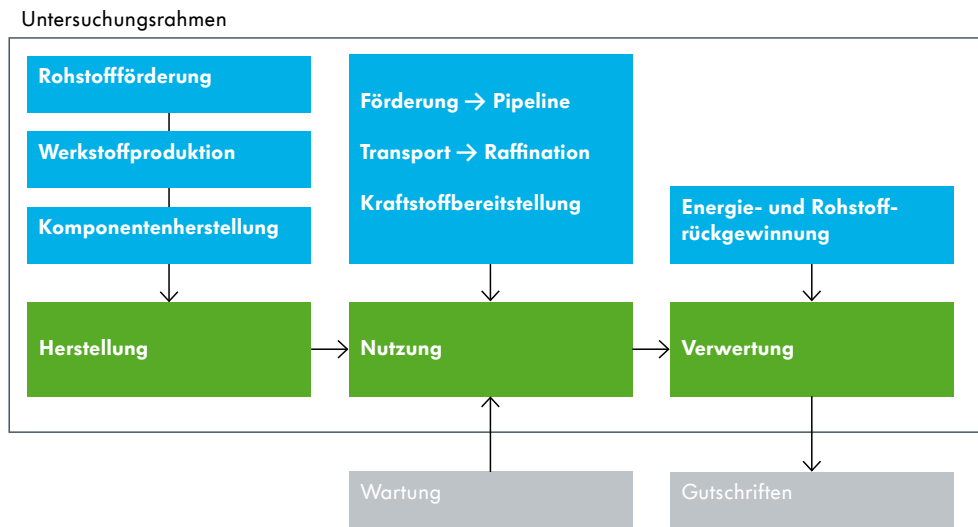 Untersuchungsrahmen
Rohstoffförderung
Werkstoffproduktion
Komponentenherstellung
Förderung → Pipeline
Transport → Raffination
Kraftstoffbereitstellung
Energie- und Rohstoff-
rückgewinnung
Herstellung
Nutzung
Verwertung
Wartung
Gutschriften